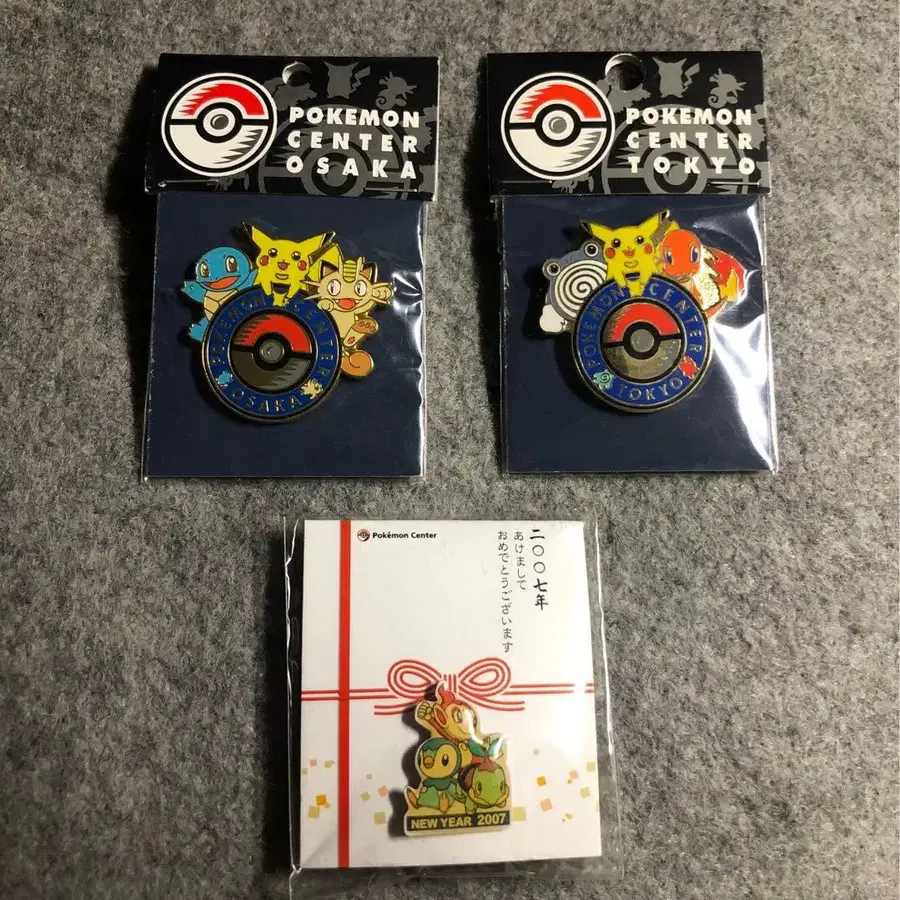 POKEMON
CENTER
OSAKA
POKEMON CENTER
OSAKA
POKEMON
CENTER
TOKYO
POKEMON CENTER
TOKYO
Pokémon Center
二〇〇七年
あけまして
おめでとうございます
NEW YEAR 2007